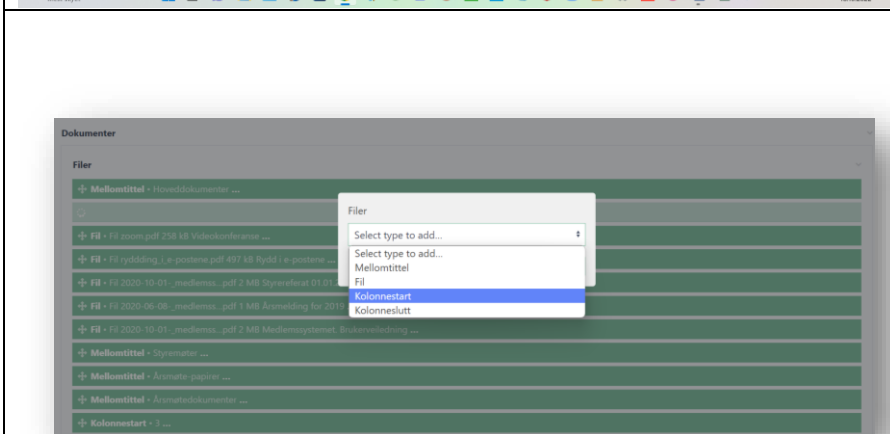 Dokumenter
Filer
Mellomtittel • Hoveddokumenter ...
Filer
Select type to add...
Fil • Fil zoom.pdf 258 kB Videokonferanse ...
Select type to add...
Fil • Fil ryddding_i_e-postene.pdf 497 kB Rydd i e-postene ...
Mellomtittel
Fil
Fil • Fil 2020-10-01-_medlemss...pdf 2 MB Styrereferat 01.01.
Kolonnestart
Fil • Fil 2020-06-08-_medlemss...pdf 1 MB Årsmelding for 2019
Kolonneslutt
Fil • Fil 2020-10-01-_medlemss...pdf 2 MB Medlemssystemet. Brukerveiledning ...
Mellomtittel • Styremøter ...
Mellomtittel • Årsmøte-papirer ...
Mellomtittel • Årsmøtedokumenter ...
Kolonnestart • 3 ...